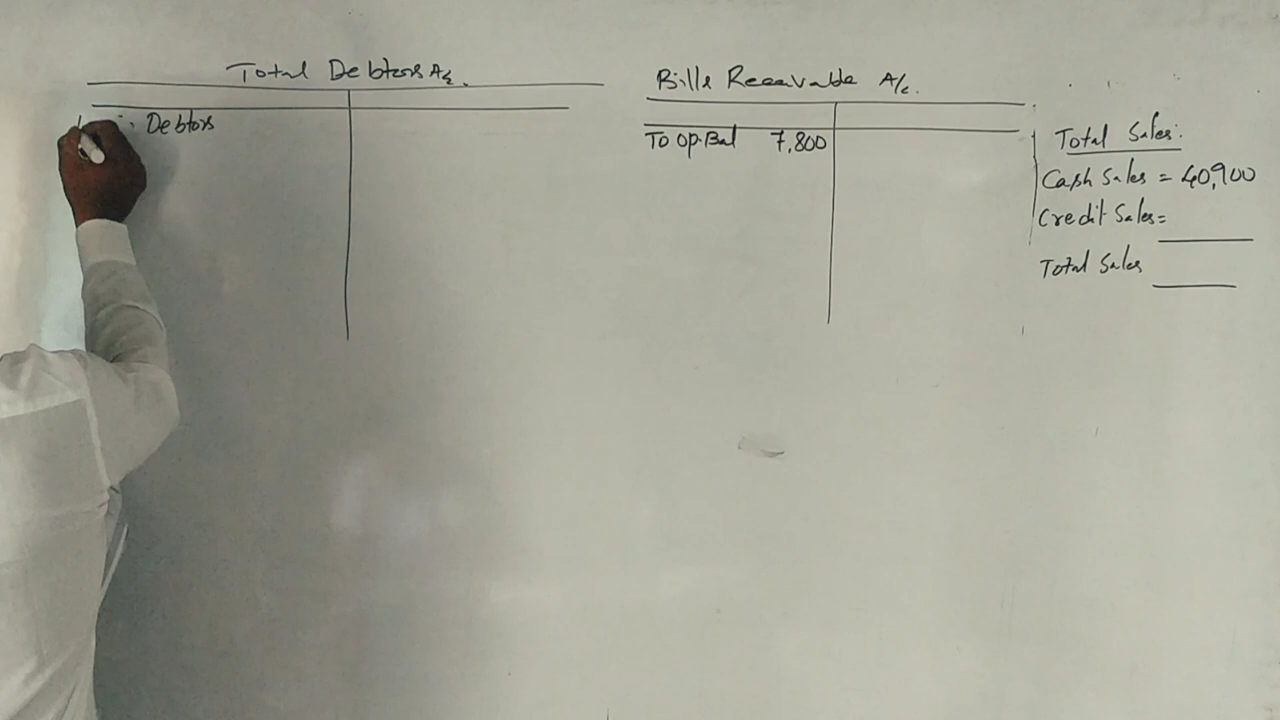 Total Debtors A/c.
Debtors
Bills Receivable A/c.
To Op. Bal 7,800
Total Sales:
Cash Sales = 40,900
Credit Sales =
Total Sales